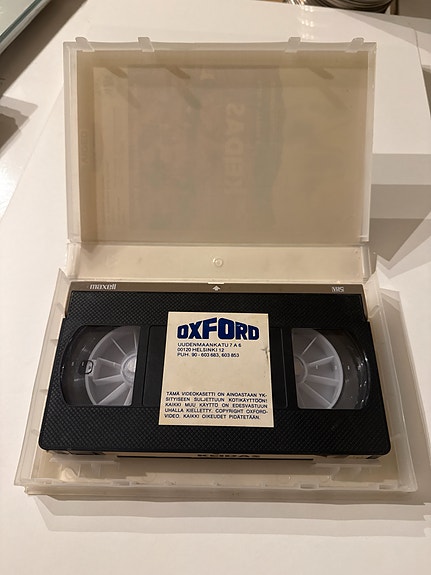 maxell
VHS
OXFORD
UUDENMAANKATU 7 A 6
00120 HELSINKI 12
PUH. 90 - 603 683, 603 853
TÄMÄ VIDEOKASETTI ON AINOASTAAN YK-
SITYISEEN SULJETTUUN KOTIKÄYTTÖÖN!
KAIKKI MUU KÄYTTÖ ON EDESVASTUUN
UHALLA KIELLETTY. COPYRIGHT OXFORD-
VIDEO, KAIKKI OIKEUDET PIDÄTETÄÄN.